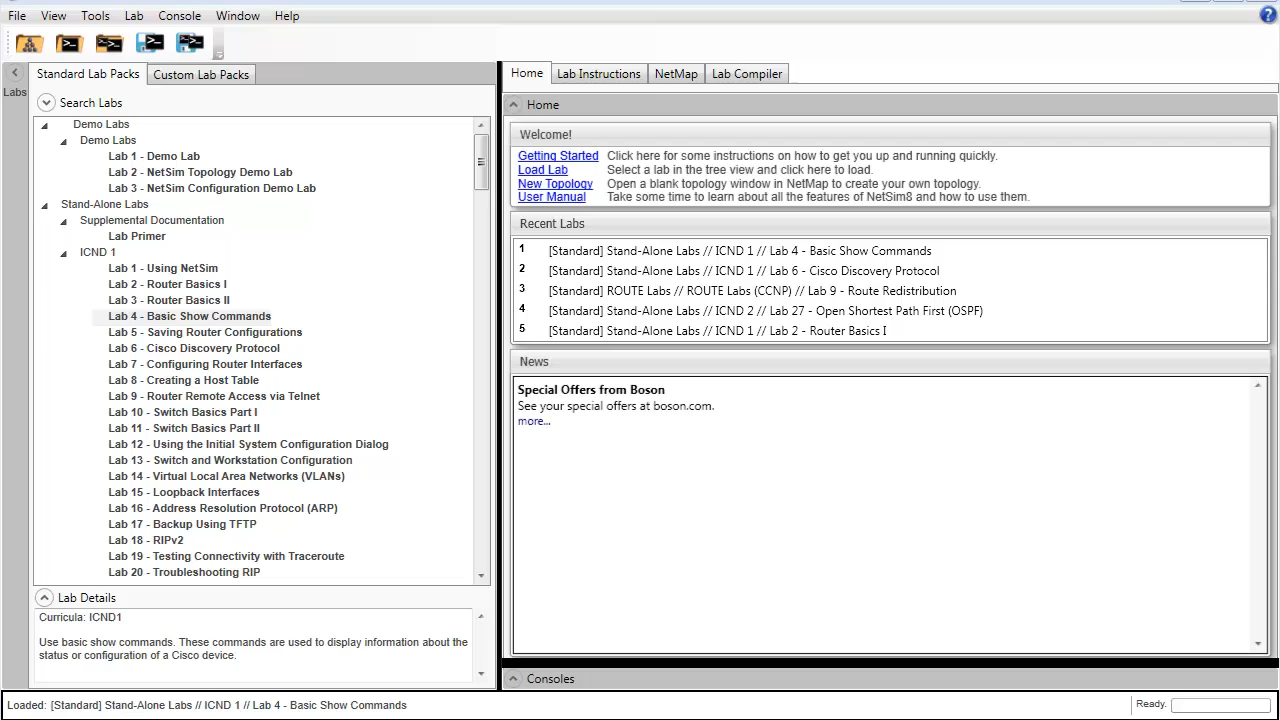 File View Tools Lab Console Window Help
Standard Lab Packs Custom Lab Packs
Labs
Search Labs
Demo Labs
Demo Labs
Lab 1 - Demo Lab
Lab 2 - NetSim Topology Demo Lab
Lab 3 - NetSim Configuration Demo Lab
Stand-Alone Labs
Supplemental Documentation
Lab Primer
ICND 1
Lab 1 - Using NetSim
Lab 2 - Router Basics I
Lab 3 - Router Basics II
Lab 4 - Basic Show Commands
Lab 5 - Saving Router Configurations
Lab 6 - Cisco Discovery Protocol
Lab 7 - Configuring Router Interfaces
Lab 8 - Creating a Host Table
Lab 9 - Router Remote Access via Telnet
Lab 10 - Switch Basics Part I
Lab 11 - Switch Basics Part II
Lab 12 - Using the Initial System Configuration Dialog
Lab 13 - Switch and Workstation Configuration
Lab 14 - Virtual Local Area Networks (VLANs)
Lab 15 - Loopback Interfaces
Lab 16 - Address Resolution Protocol (ARP)
Lab 17 - Backup Using TFTP
Lab 18 - RIPv2
Lab 19 - Testing Connectivity with Traceroute
Lab 20 - Troubleshooting RIP
Lab Details
Curricula: ICND1
Use basic show commands. These commands are used to display information about the
status or configuration of a Cisco device.
Home Lab Instructions NetMap Lab Compiler
Home
Welcome!
Getting Started Click here for some instructions on how to get you up and running quickly.
Load Lab Select a lab in the tree view and click here to load.
New Topology Open a blank topology window in NetMap to create your own topology.
User Manual Take some time to learn about all the features of NetSim8 and how to use them.
Recent Labs
1 [Standard] Stand-Alone Labs // ICND 1 // Lab 4 - Basic Show Commands
2 [Standard] Stand-Alone Labs // ICND 1 // Lab 6 - Cisco Discovery Protocol
3 [Standard] ROUTE Labs // ROUTE Labs (CCNP) // Lab 9 - Route Redistribution
4 [Standard] Stand-Alone Labs // ICND 2 // Lab 27 - Open Shortest Path First (OSPF)
5 [Standard] Stand-Alone Labs // ICND 1 // Lab 2 - Router Basics I
News
Special Offers from Boson
See your special offers at boson.com.
more...
Consoles
Loaded: [Standard] Stand-Alone Labs // ICND 1 // Lab 4 - Basic Show Commands
Ready.